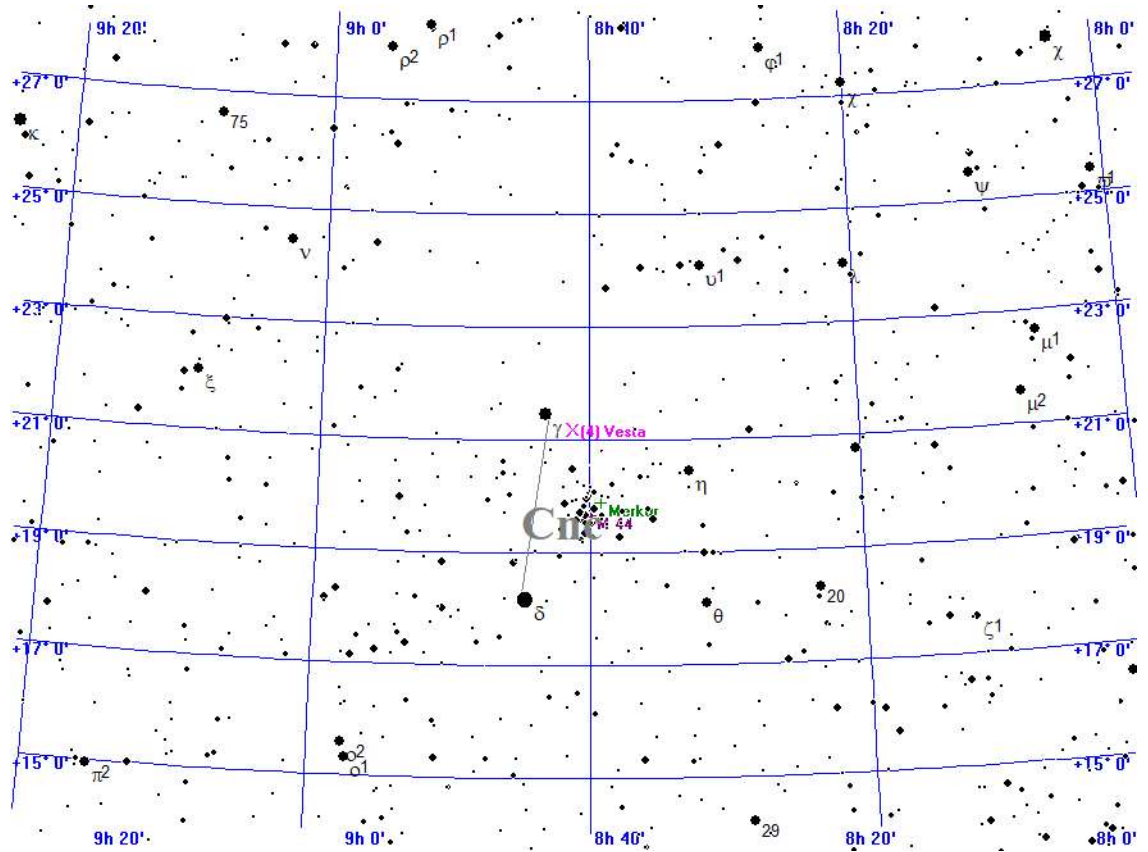 9h 20'
9h 0'
8h 40'
8h 20'
8h 0'
ρ1
ρ2
φ1
χ
+27° 0'
+27° 0'
χ
75
κ
ψ
π1
+25° 0'
+25° 0'
ν
υ1
λ
+23° 0'
+23° 0'
μ1
ξ
μ2
+21° 0'
+21° 0'
γ
(4) Vesta
η
Merkur
Cnc
M 44
+19° 0'
+19° 0'
δ
θ
20
ζ1
+17° 0'
+17° 0'
ο2
ο1
π2
+15° 0'
+15° 0'
29
9h 20'
9h 0'
8h 40'
8h 20'
8h 0'